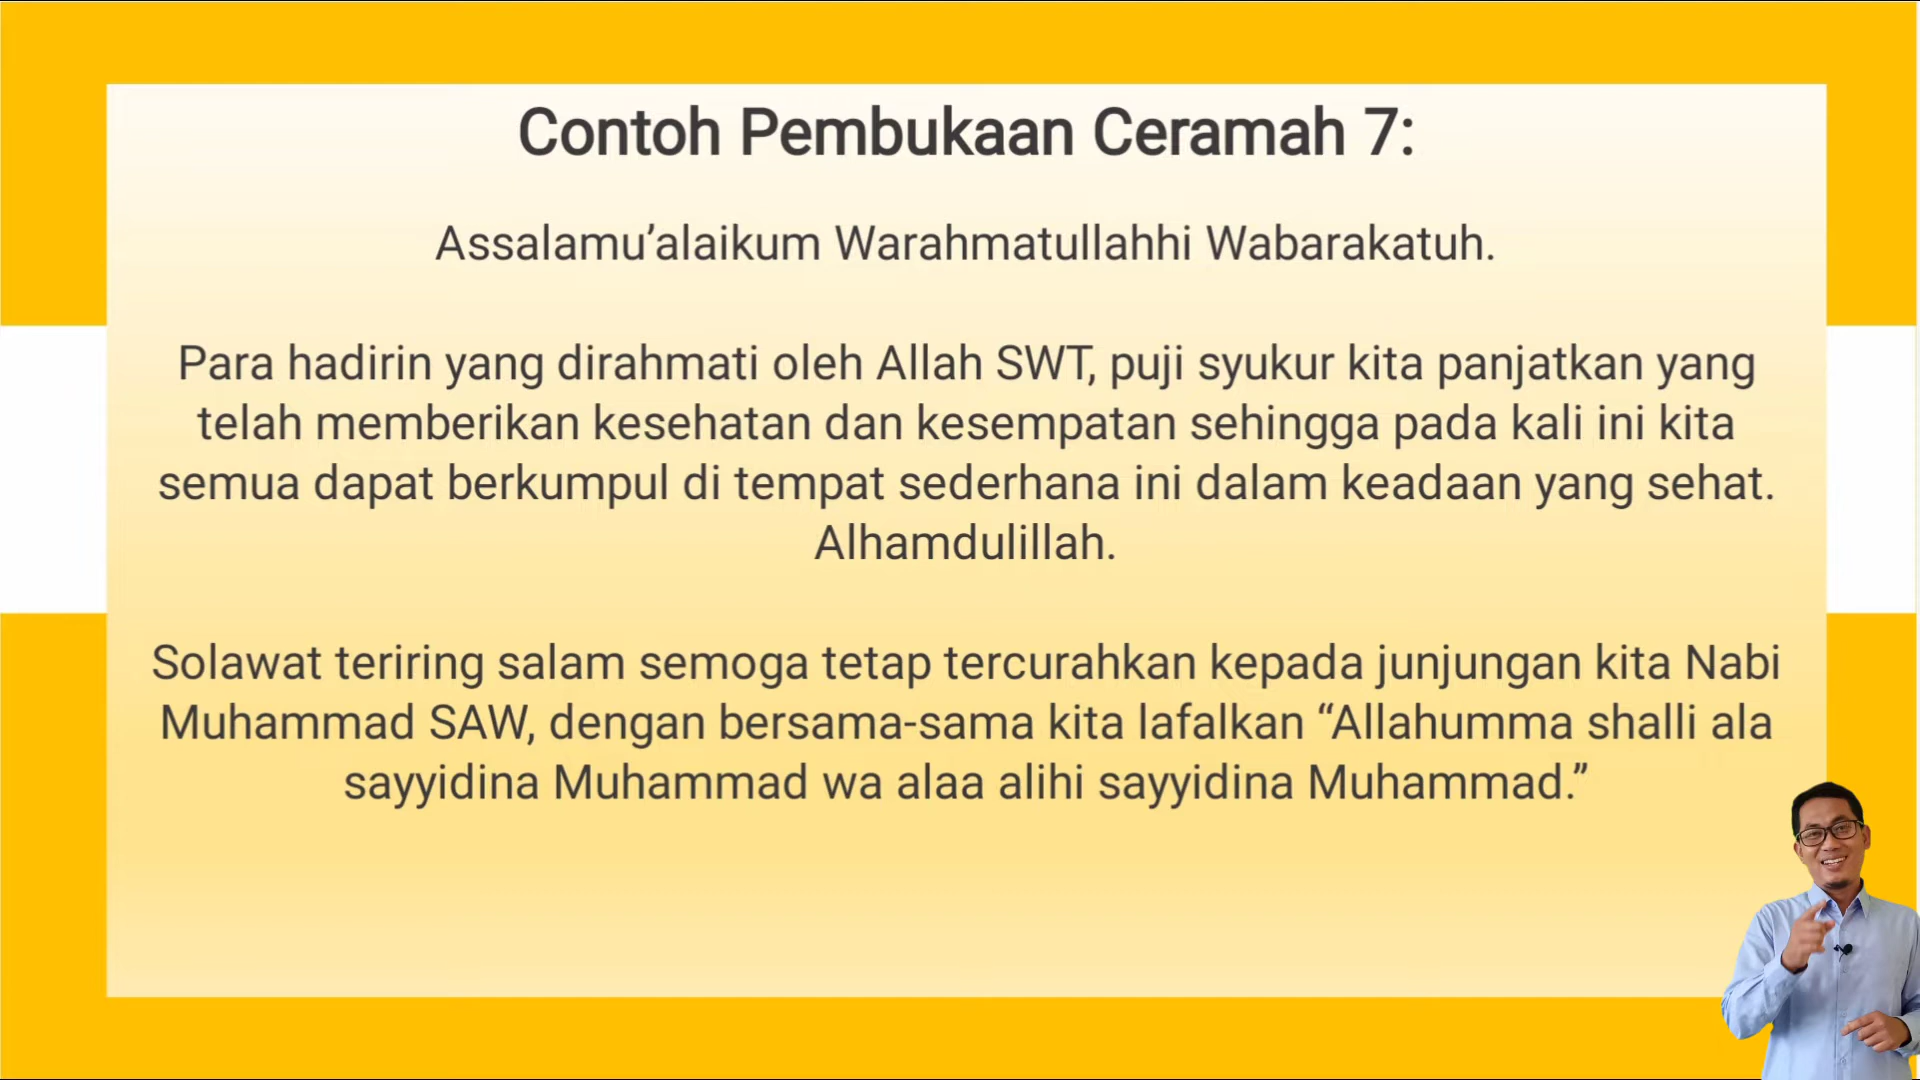 Contoh Pembukaan Ceramah 7:
Assalamu’alaikum Warahmatullahhi Wabarakatuh.
Para hadirin yang dirahmati oleh Allah SWT, puji syukur kita panjatkan yang
telah memberikan kesehatan dan kesempatan sehingga pada kali ini kita
semua dapat berkumpul di tempat sederhana ini dalam keadaan yang sehat.
Alhamdulillah.
Solawat teriring salam semoga tetap tercurahkan kepada junjungan kita Nabi
Muhammad SAW, dengan bersama-sama kita lafalkan “Allahumma shalli ala
sayyidina Muhammad wa alaa alihi sayyidina Muhammad.”